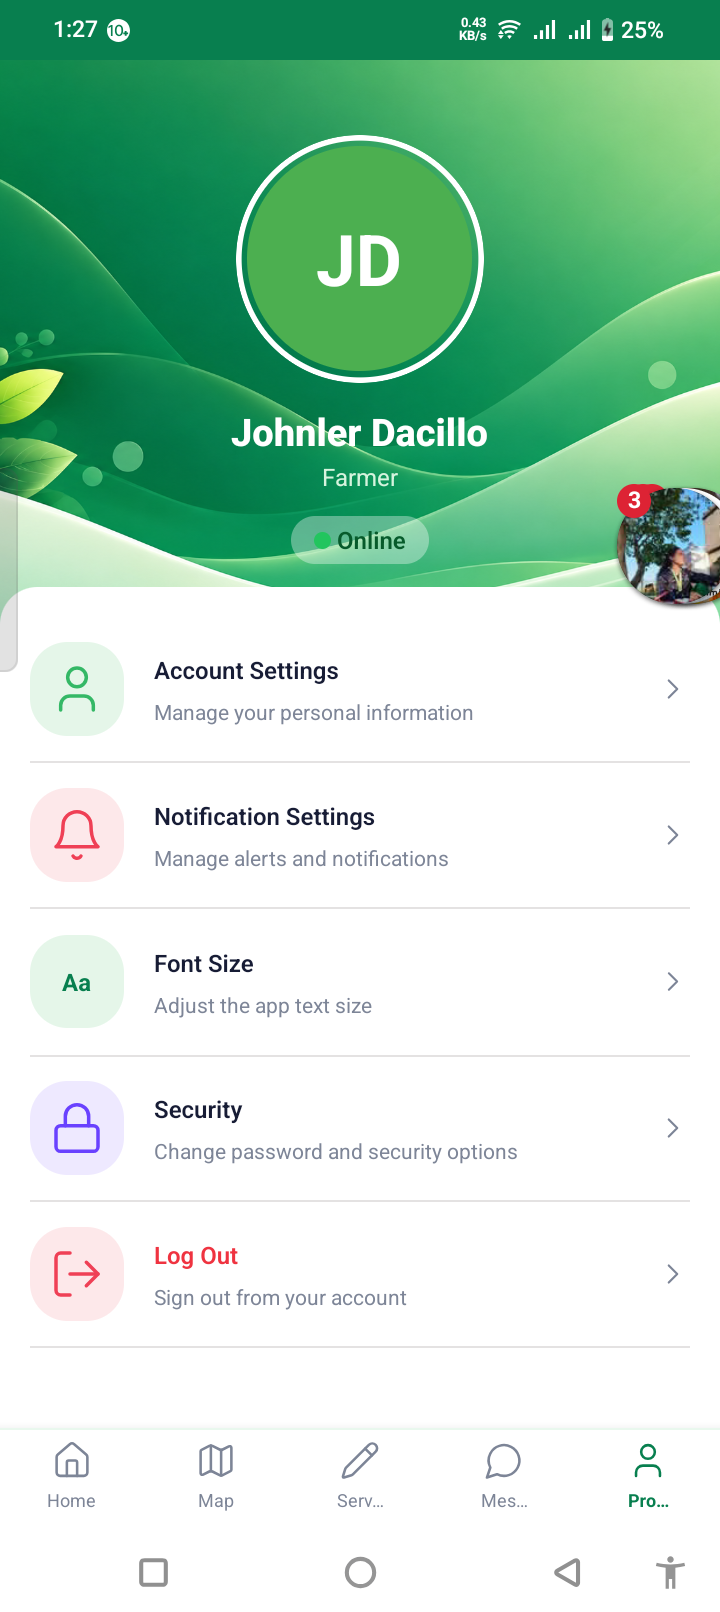 1:27
10
0.43
KB/s
25%
JD
Johnler Dacillo
Farmer
Online
3
Account Settings
Manage your personal information
Notification Settings
Manage alerts and notifications
Aa
Font Size
Adjust the app text size
Security
Change password and security options
Log Out
Sign out from your account
Home
Map
Serv...
Mes...
Pro...